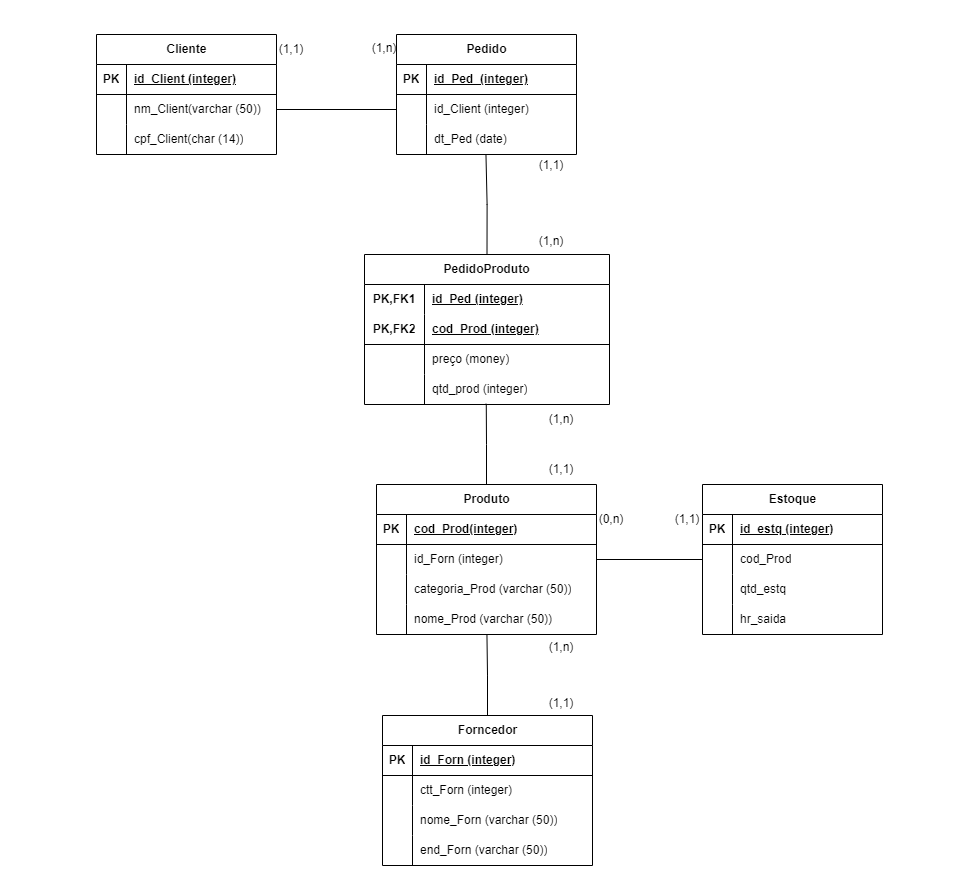 Cliente
(1,1)
(1,n)
Pedido
PK id_Client (integer)
nm_Client(varchar (50))
cpf_Client(char (14))
PK id_Ped (integer)
id_Client (integer)
dt_Ped (date)
(1,1)
(1,n)
PedidoProduto
PK,FK1 id_Ped (integer)
PK,FK2 cod_Prod (integer)
preço (money)
qtd_prod (integer)
(1,n)
(1,1)
Produto
PK cod_Prod(integer)
id_Forn (integer)
categoria_Prod (varchar (50))
nome_Prod (varchar (50))
(0,n)
(1,1)
Estoque
PK id_estq (integer)
cod_Prod
qtd_estq
hr_saida
(1,n)
(1,1)
Forncedor
PK id_Forn (integer)
ctt_Forn (integer)
nome_Forn (varchar (50))
end_Forn (varchar (50))